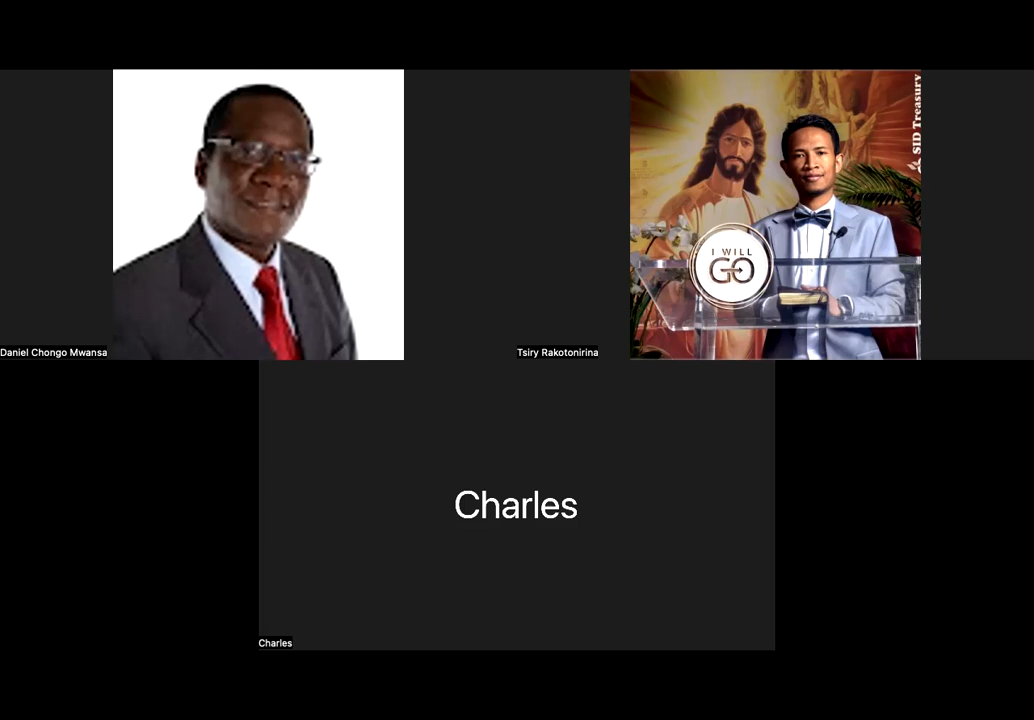 SID Treasury
I WILL
GO
Daniel Chongo Mwansa
Tsiry Rakotonirina
Charles
Charles